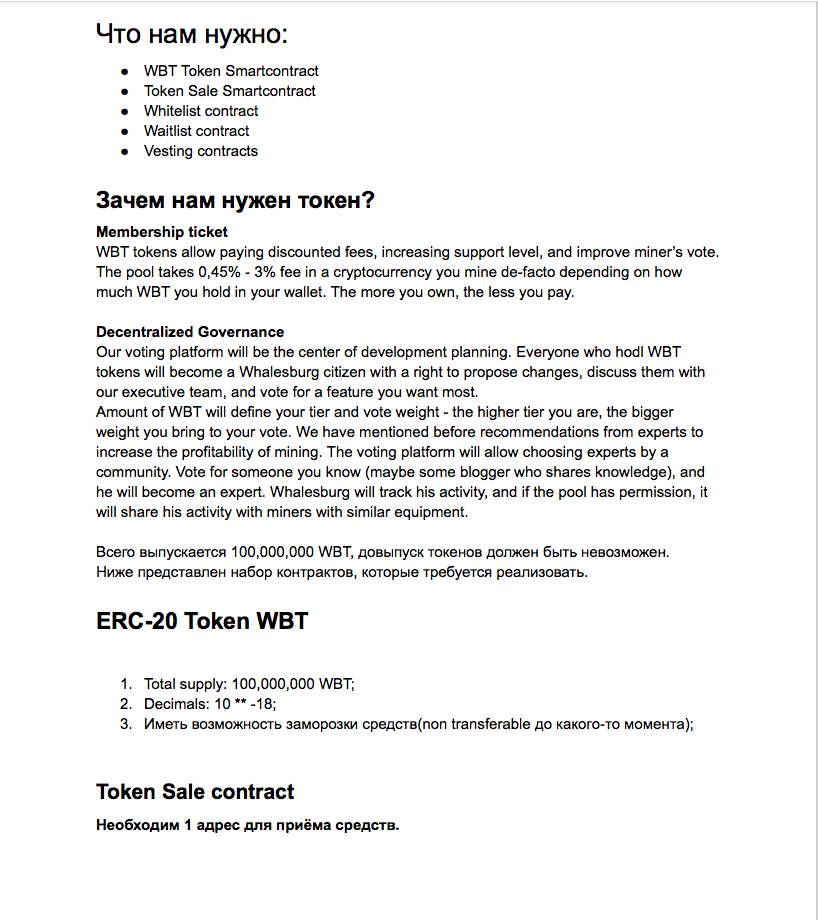 Что нам нужно:
● WBT Token Smartcontract
● Token Sale Smartcontract
● Whitelist contract
● Waitlist contract
● Vesting contracts
Зачем нам нужен токен?
Membership ticket
WBT tokens allow paying discounted fees, increasing support level, and improve miner’s vote.
The pool takes 0,45% - 3% fee in a cryptocurrency you mine de-facto depending on how
much WBT you hold in your wallet. The more you own, the less you pay.
Decentralized Governance
Our voting platform will be the center of development planning. Everyone who hodl WBT
tokens will become a Whalesburg citizen with a right to propose changes, discuss them with
our executive team, and vote for a feature you want most.
Amount of WBT will define your tier and vote weight - the higher tier you are, the bigger
weight you bring to your vote. We have mentioned before recommendations from experts to
increase the profitability of mining. The voting platform will allow choosing experts by a
community. Vote for someone you know (maybe some blogger who shares knowledge), and
he will become an expert. Whalesburg will track his activity, and if the pool has permission, it
will share his activity with miners with similar equipment.
Всего выпускается 100,000,000 WBT, довыпуск токенов должен быть невозможен.
Ниже представлен набор контрактов, которые требуется реализовать.
ERC-20 Token WBT
1. Total supply: 100,000,000 WBT;
2. Decimals: 10 ** -18;
3. Иметь возможность заморозки средств(non transferable до какого-то момента);
Token Sale contract
Необходим 1 адрес для приёма средств.